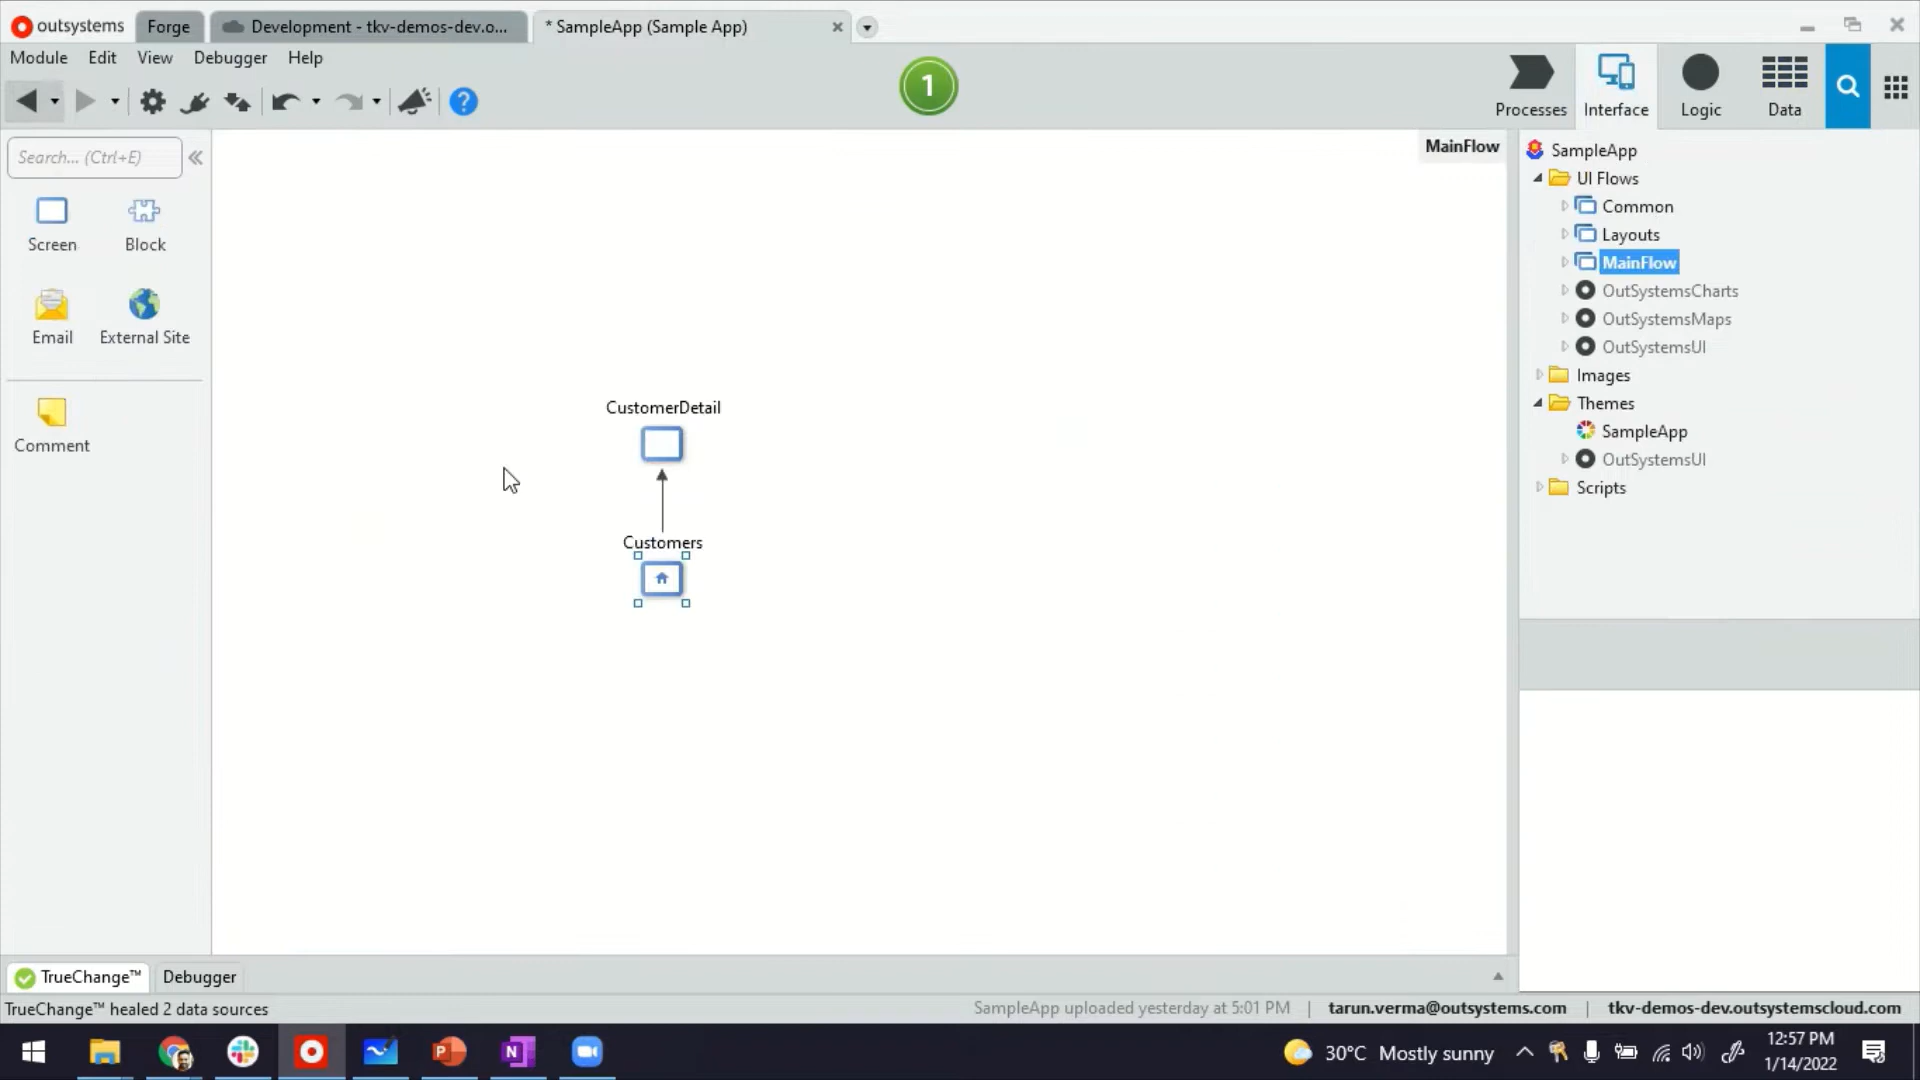 outsystems
Forge
Development - tkv-demos-dev.o...
* SampleApp (Sample App)
Module
Edit
View
Debugger
Help
1
Processes
Interface
Logic
Data
Search... (Ctrl+E)
Screen
Block
Email
External Site
Comment
MainFlow
CustomerDetail
Customers
SampleApp
UI Flows
Common
Layouts
MainFlow
OutSystemsCharts
OutSystemsMaps
OutSystemsUI
Images
Themes
SampleApp
OutSystemsUI
Scripts
TrueChange™
Debugger
TrueChange™ healed 2 data sources
SampleApp uploaded yesterday at 5:01 PM
tarun.verma@outsystems.com
tkv-demos-dev.outsystemscloud.com
30°C Mostly sunny
12:57 PM
1/14/2022